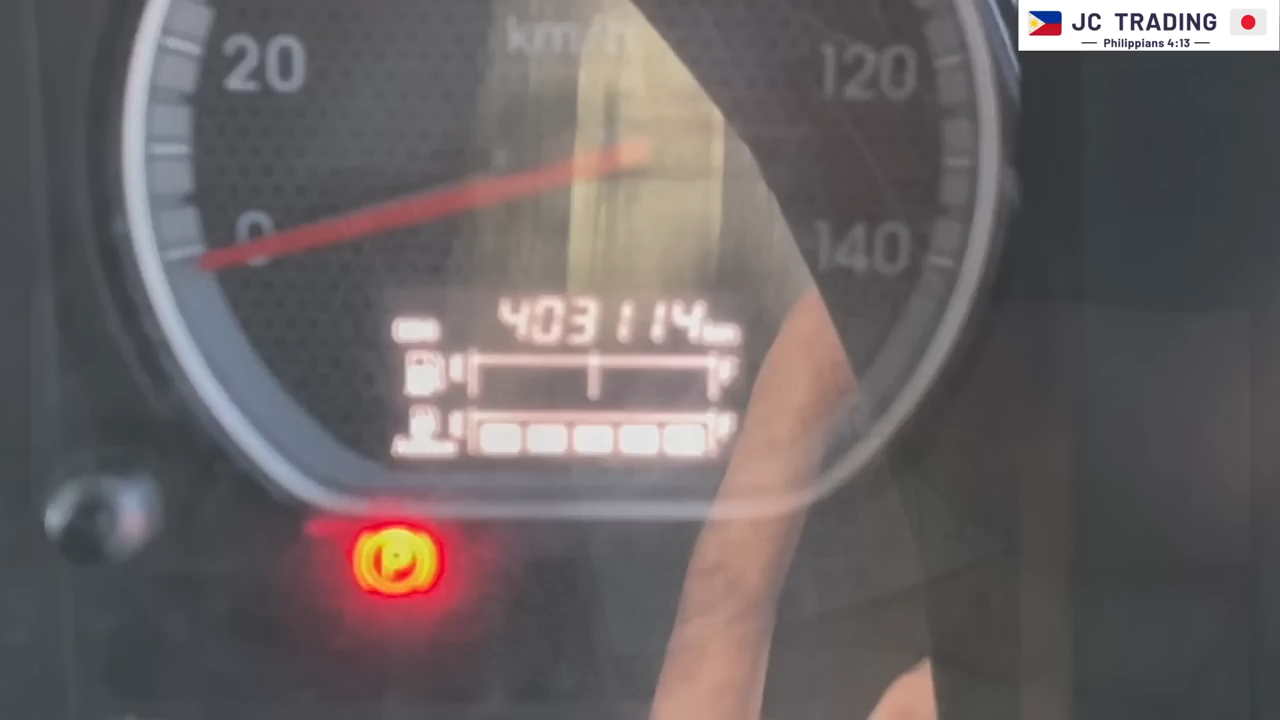 JC TRADING
Philippians 4:13
km/h
20
120
0
140
403114km
E F
E F
P